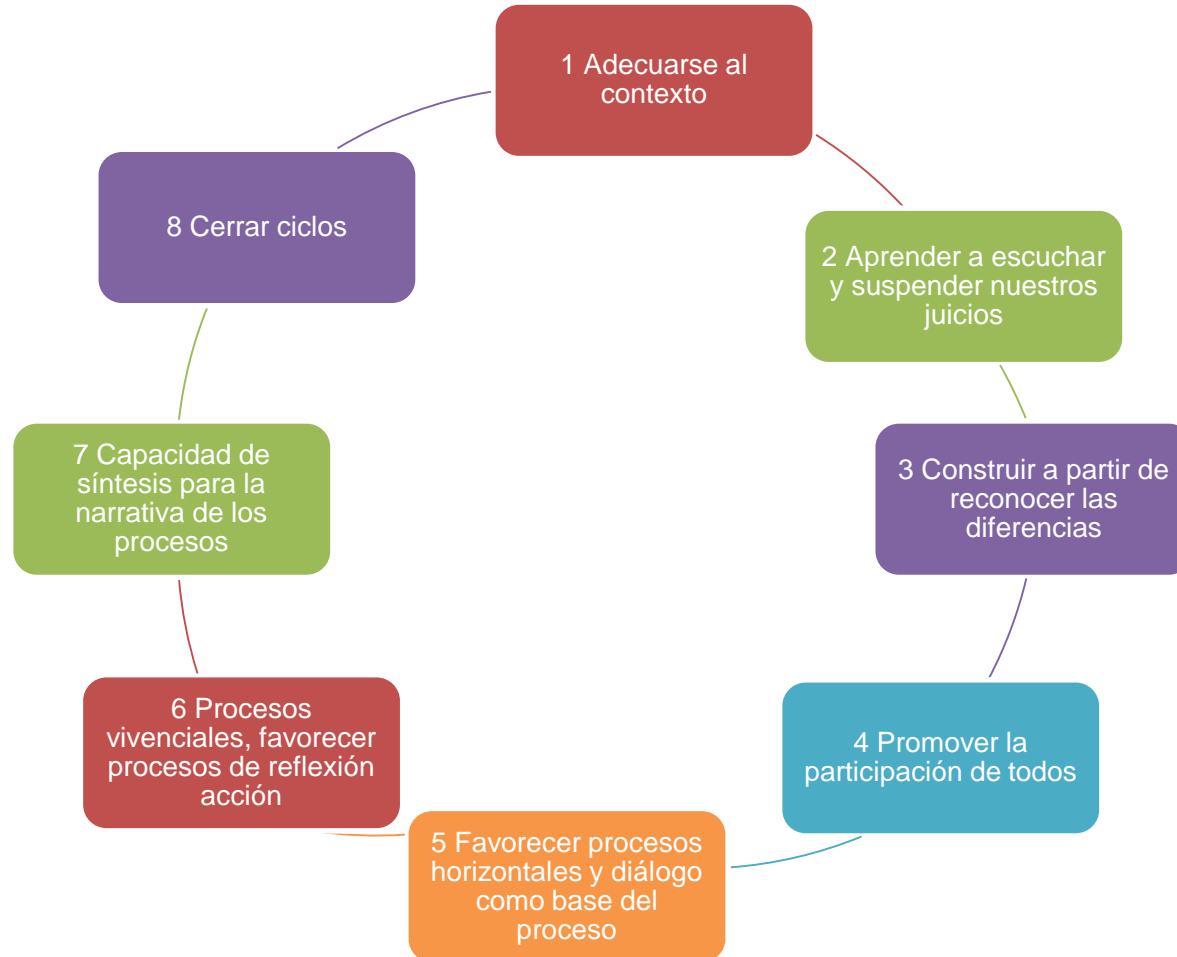 1 Adecuarse al
contexto
2 Aprender a escuchar
y suspender nuestros
juicios
3 Construir a partir de
reconocer las
diferencias
4 Promover la
participación de todos
5 Favorecer procesos
horizontales y diálogo
como base del
proceso
6 Procesos
vivenciales, favorecer
procesos de reflexión
acción
7 Capacidad de
síntesis para la
narrativa de los
procesos
8 Cerrar ciclos